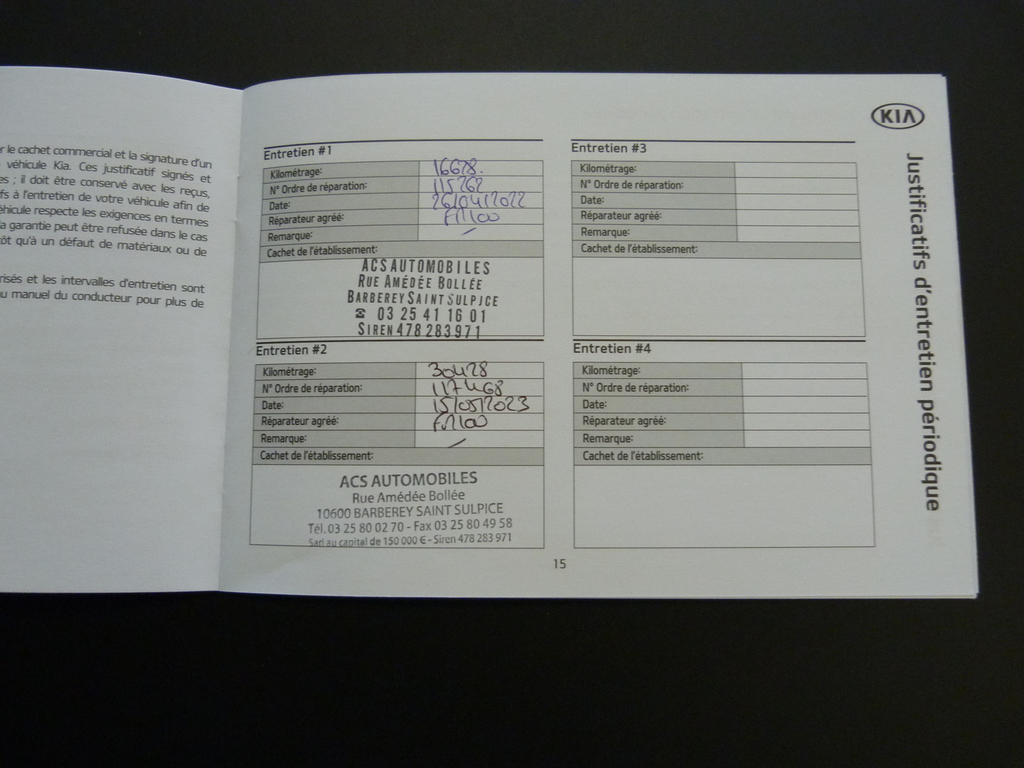 r le cachet commercial et la signature d'un
véhicule Kia. Ces justificatif signés et
es ; il doit être conservé avec les reçus,
fs à l'entretien de votre véhicule afin de
éhicule respecte les exigences en termes
la garantie peut être refusée dans le cas
tôt qu'à un défaut de matériaux ou de
risés et les intervalles d'entretien sont
u manuel du conducteur pour plus de
Entretien #1
Kilométrage: 16678.
N° Ordre de réparation: 115262
Date: 26/04/2022
Réparateur agréé: FR100
Remarque: /
Cachet de l'établissement:
ACS AUTOMOBILES
RUE AMÉDÉE BOLLÉE
BARBEREY SAINT SULPICE
☎ 03 25 41 16 01
SIREN 478 283 971
Entretien #2
Kilométrage: 30428
N° Ordre de réparation: 117468
Date: 15/05/2023
Réparateur agréé: FR100
Remarque: /
Cachet de l'établissement:
ACS AUTOMOBILES
Rue Amédée Bollée
10600 BARBEREY SAINT SULPICE
Tél. 03 25 80 02 70 - Fax 03 25 80 49 58
Sarl au capital de 150 000 € - Siren 478 283 971
Entretien #3
Kilométrage:
N° Ordre de réparation:
Date:
Réparateur agréé:
Remarque:
Cachet de l'établissement:
Entretien #4
Kilométrage:
N° Ordre de réparation:
Date:
Réparateur agréé:
Remarque:
Cachet de l'établissement:
KIA
Justificatifs d'entretien périodique
15